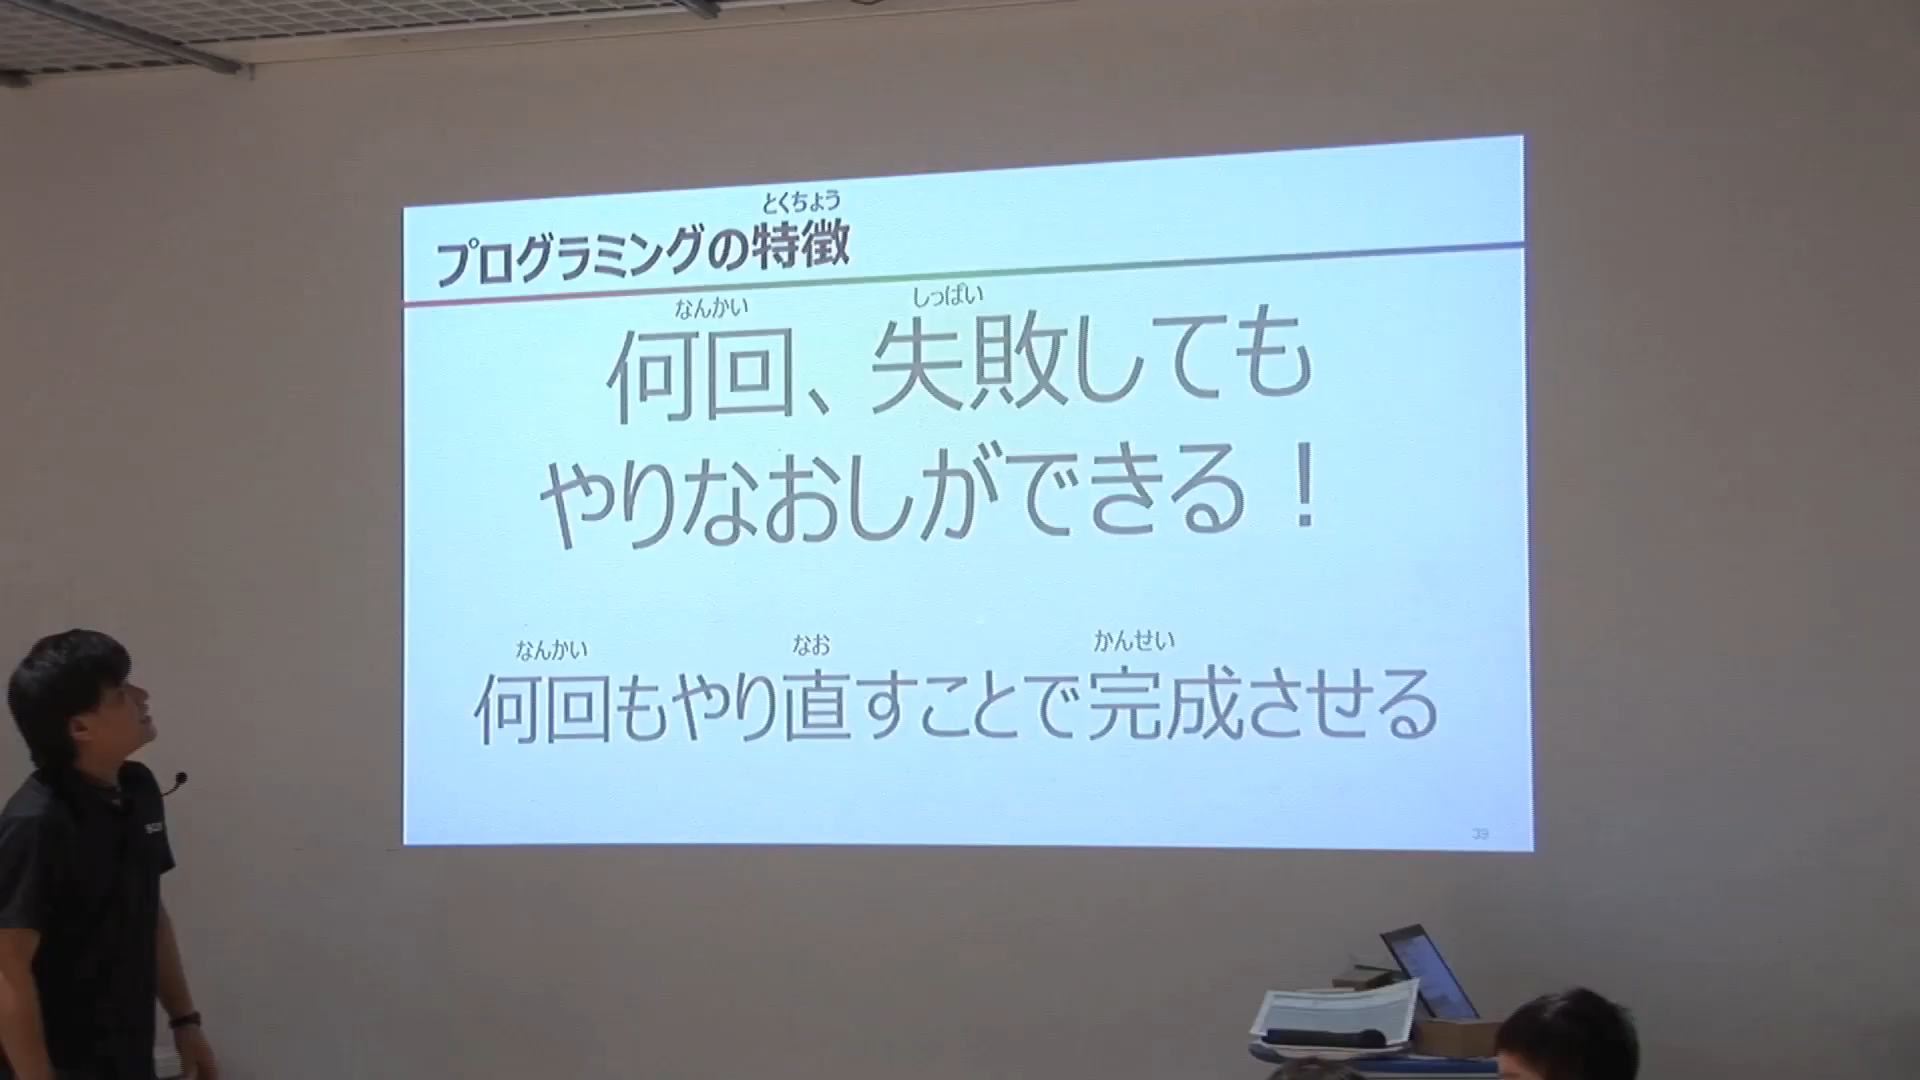 とくちょう
プログラミングの特徴
なんかい しっぱい
何回、失敗しても
やりなおしができる！
なんかい なお かんせい
何回もやり直すことで完成させる
39